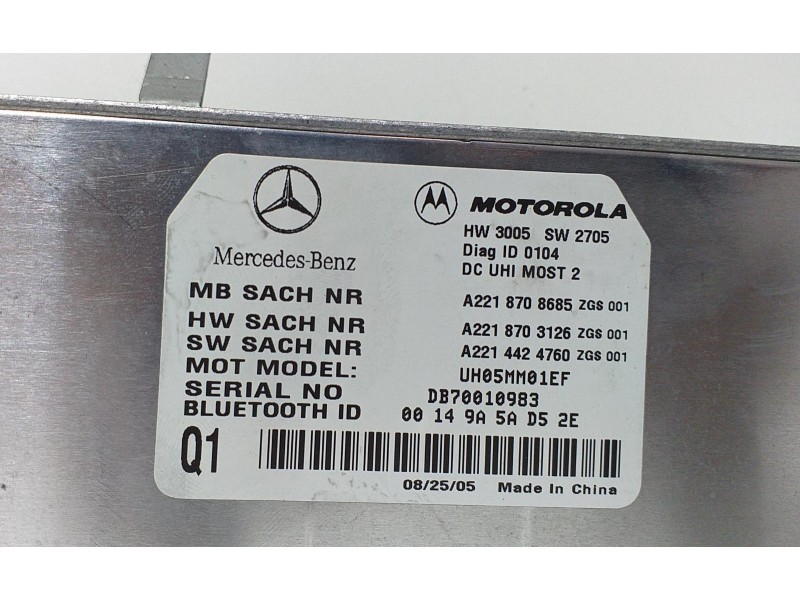 Mercedes-Benz
MOTOROLA
HW 3005 SW 2705
Diag ID 0104
DC UHI MOST 2
MB SACH NR A221 870 8685 ZGS 001
HW SACH NR A221 870 3126 ZGS 001
SW SACH NR A221 442 4760 ZGS 001
MOT MODEL: UH05MM01EF
SERIAL NO DB70010983
BLUETOOTH ID 00 14 9A 5A D5 2E
Q1
08/25/05 Made In China